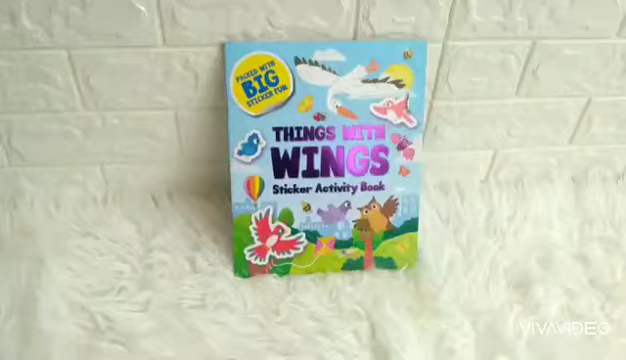 PACKED WITH
BIG
STICKER FUN.
THINGS WITH
WINGS
Sticker Activity Book
VIVAVIDEO